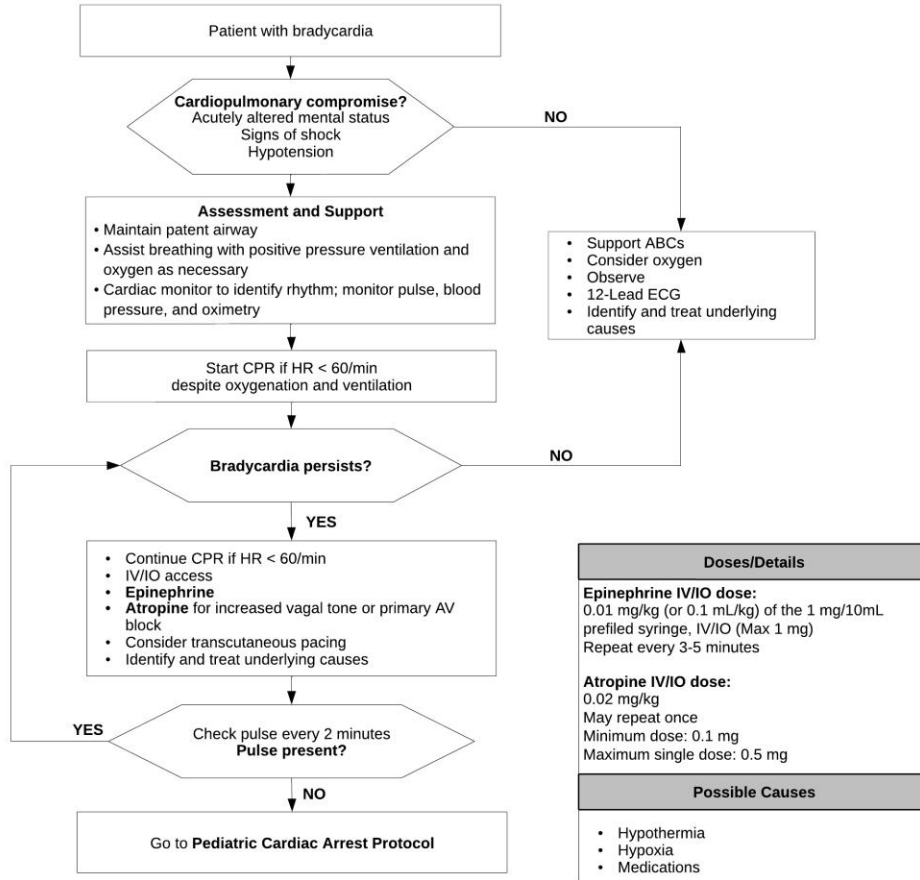 Patient with bradycardia
Cardiopulmonary compromise?
Acutely altered mental status
Signs of shock
Hypotension
NO
Assessment and Support
• Maintain patent airway
• Assist breathing with positive pressure ventilation and
oxygen as necessary
• Cardiac monitor to identify rhythm; monitor pulse, blood
pressure, and oximetry
• Support ABCs
• Consider oxygen
• Observe
• 12-Lead ECG
• Identify and treat underlying
causes
Start CPR if HR < 60/min
despite oxygenation and ventilation
Bradycardia persists?
NO
YES
• Continue CPR if HR < 60/min
• IV/IO access
• Epinephrine
• Atropine for increased vagal tone or primary AV
block
• Consider transcutaneous pacing
• Identify and treat underlying causes
YES
Check pulse every 2 minutes
Pulse present?
NO
Go to Pediatric Cardiac Arrest Protocol
Doses/Details
Epinephrine IV/IO dose:
0.01 mg/kg (or 0.1 mL/kg) of the 1 mg/10mL
prefiled syringe, IV/IO (Max 1 mg)
Repeat every 3-5 minutes
Atropine IV/IO dose:
0.02 mg/kg
May repeat once
Minimum dose: 0.1 mg
Maximum single dose: 0.5 mg
Possible Causes
• Hypothermia
• Hypoxia
• Medications